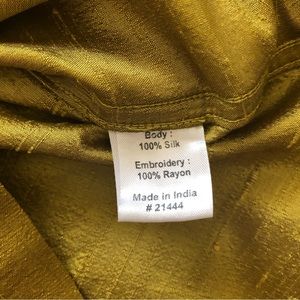 Body :
100% Silk
Embroidery :
100% Rayon
Made in India
# 21444